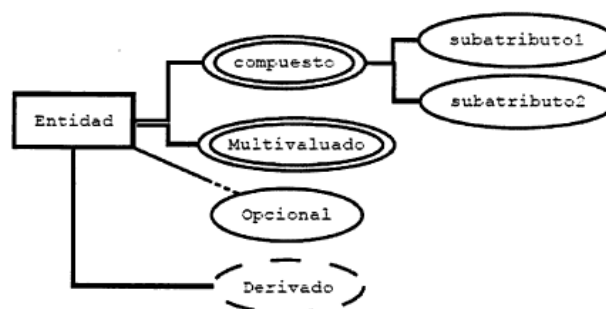 subatributo1
compuesto
subatributo2
Entidad
Multivaluado
Opcional
Derivado